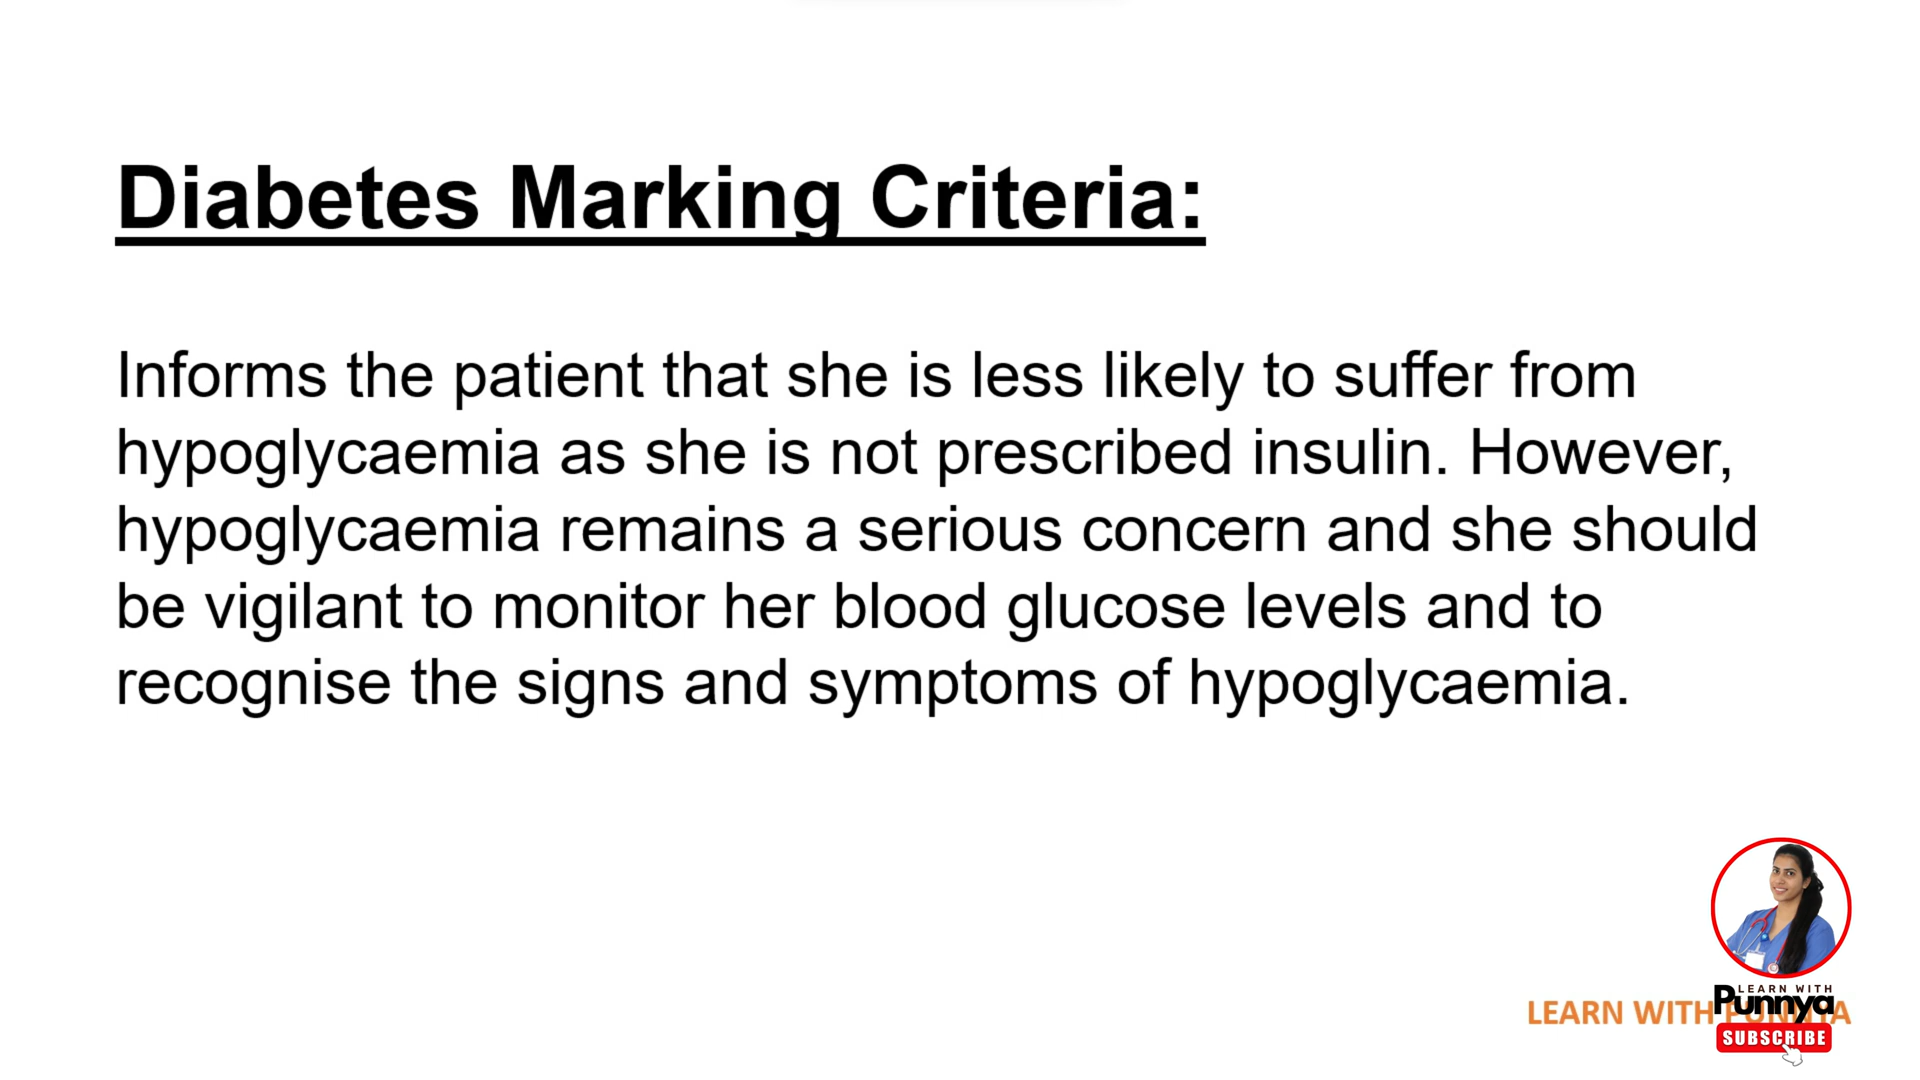 Diabetes Marking Criteria:
Informs the patient that she is less likely to suffer from
hypoglycaemia as she is not prescribed insulin. However,
hypoglycaemia remains a serious concern and she should
be vigilant to monitor her blood glucose levels and to
recognise the signs and symptoms of hypoglycaemia.
LEARN WITH
Punnya
LEARN WITH PUNNYA
SUBSCRIBE